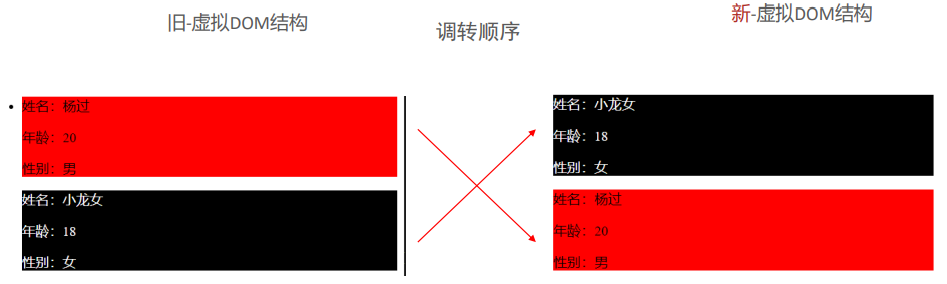 旧-虚拟DOM结构
调转顺序
新-虚拟DOM结构
姓名：杨过
年龄：20
性别：男
姓名：小龙女
年龄：18
性别：女
姓名：小龙女
年龄：18
性别：女
姓名：杨过
年龄：20
性别：男